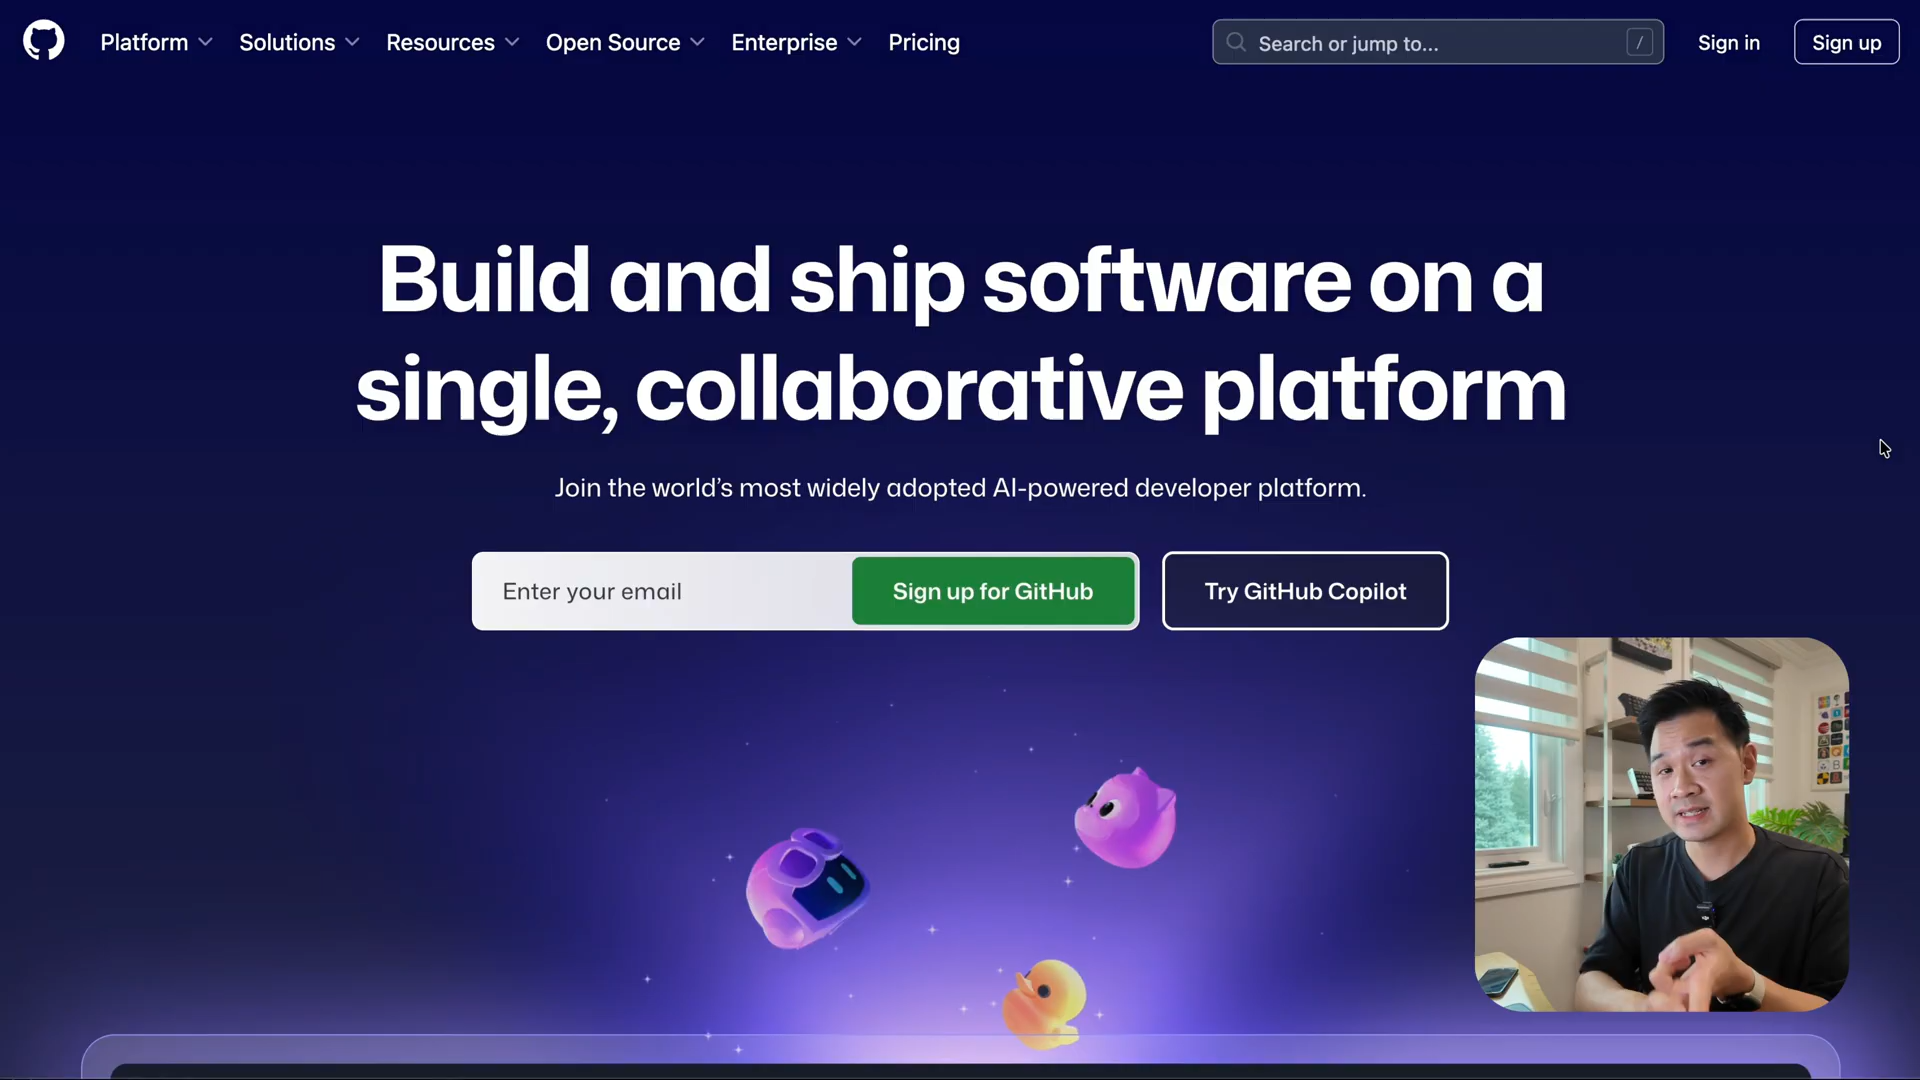 Platform
Solutions
Resources
Open Source
Enterprise
Pricing
Search or jump to...
/
Sign in
Sign up
Build and ship software on a
single, collaborative platform
Join the world’s most widely adopted AI-powered developer platform.
Enter your email
Sign up for GitHub
Try GitHub Copilot